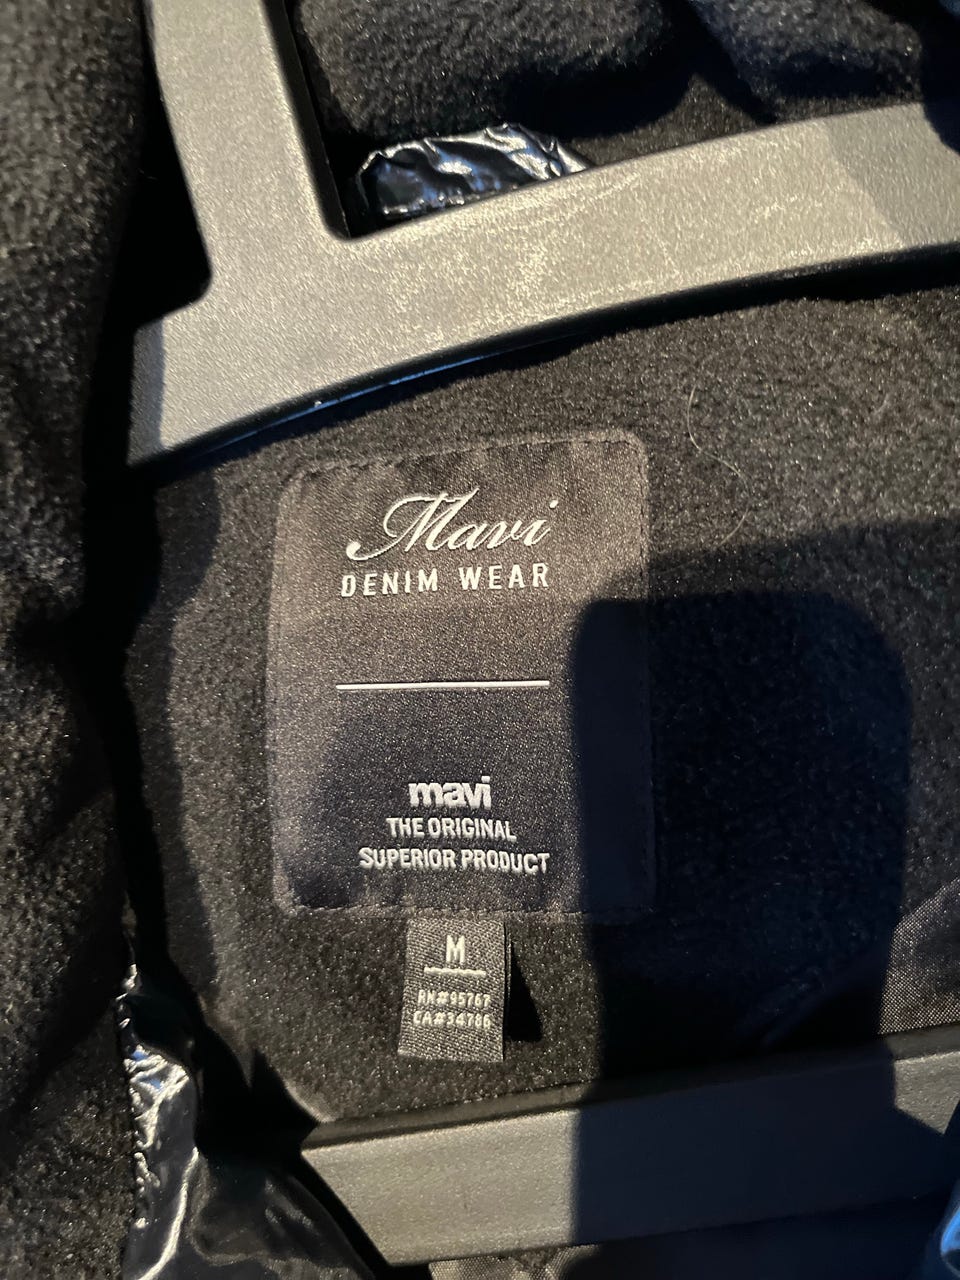 Mavi
DENIM WEAR
mavi
THE ORIGINAL
SUPERIOR PRODUCT
M
RN#95767
CA#34786